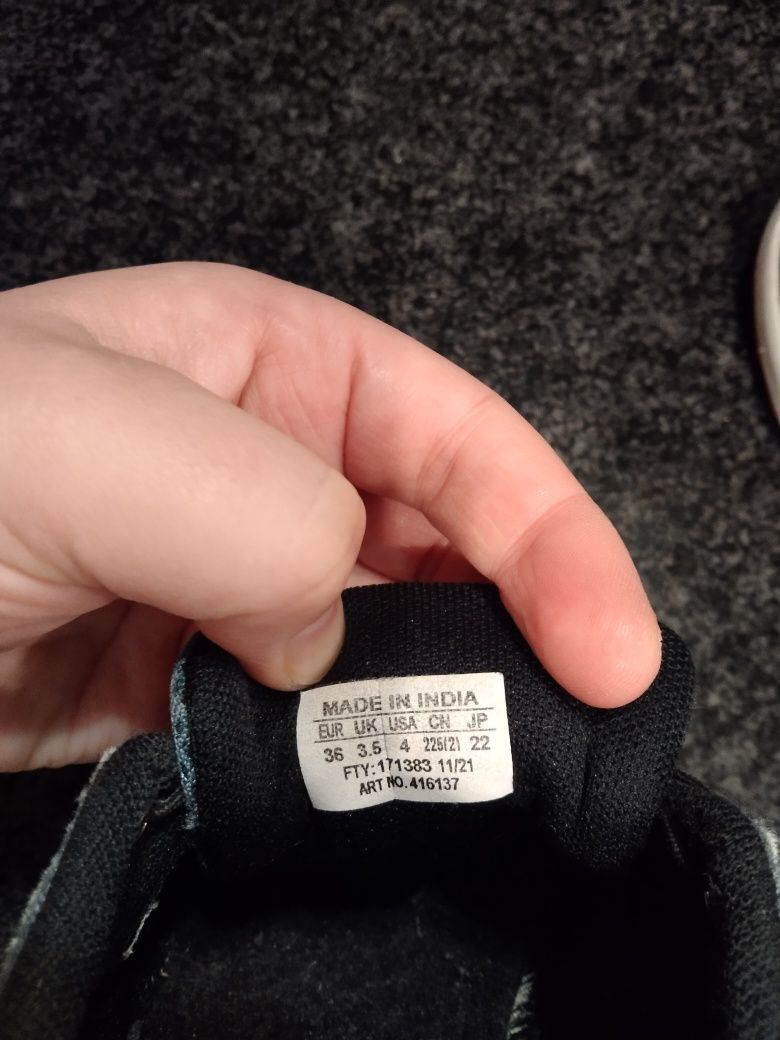 MADE IN INDIA
EUR UK USA CN JP
36 3.5 4 225(2) 22
FTY: 171383 11/21
ART NO. 416137